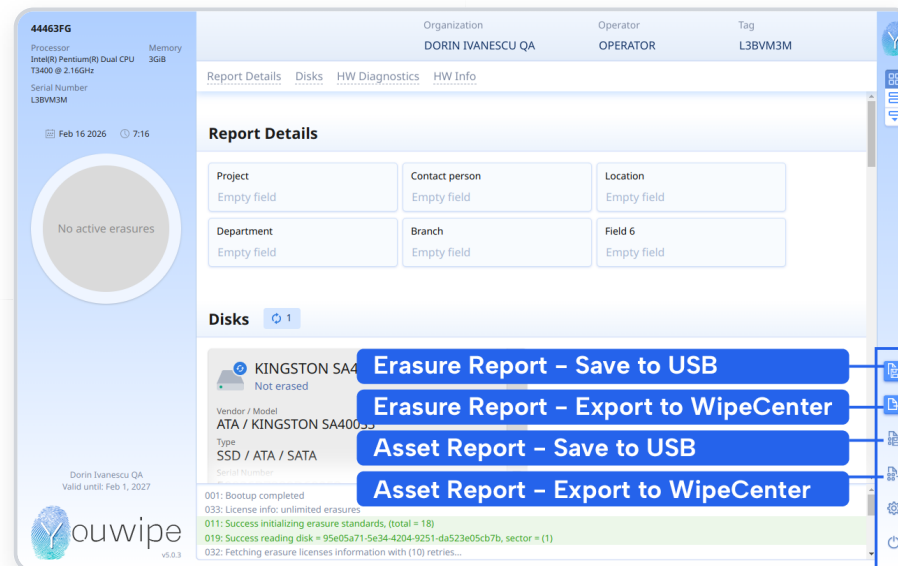 44463FG
Processor
Memory
Intel(R) Pentium(R) Dual CPU
3GiB
T3400 @ 2.16GHz
Serial Number
L3BVM3M
Feb 16 2026
7:16
No active erasures
Dorin Ivanescu QA
Valid until: Feb 1, 2027
Youwipe
v5.0.3
Organization
Operator
Tag
DORIN IVANESCU QA
OPERATOR
L3BVM3M
Report Details
Disks
HW Diagnostics
HW Info
Report Details
Project
Contact person
Location
Empty field
Empty field
Empty field
Department
Branch
Field 6
Empty field
Empty field
Empty field
Disks
1
KINGSTON SA4
Not erased
Vendor / Model
ATA / KINGSTON SA400S3
Type
SSD / ATA / SATA
Serial Number
Erasure Report – Save to USB
Erasure Report – Export to WipeCenter
Asset Report – Save to USB
Asset Report – Export to WipeCenter
001: Bootup completed
033: License info: unlimited erasures
011: Success initializing erasure standards, (total = 18)
019: Success reading disk = 95e05a71-5e34-4204-9251-da523e05cb7b, sector = (1)
032: Fetching erasure licenses information with (10) retries...